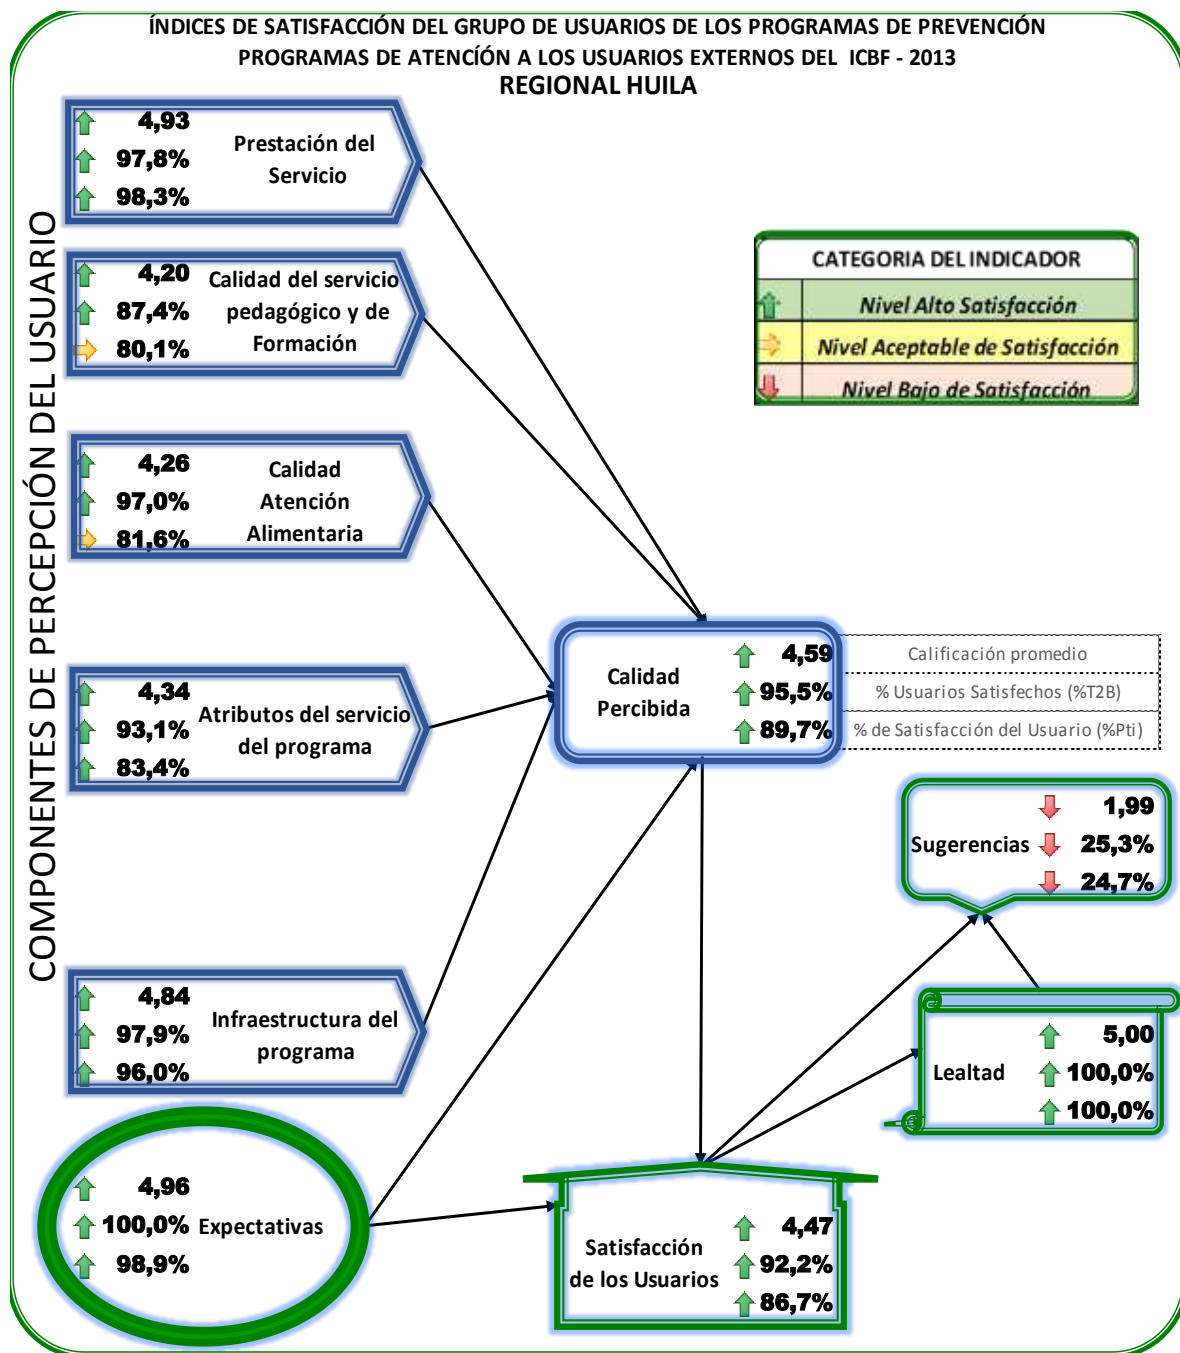 ÍNDICES DE SATISFACCIÓN DEL GRUPO DE USUARIOS DE LOS PROGRAMAS DE PREVENCIÓN
PROGRAMAS DE ATENCÍÓN A LOS USUARIOS EXTERNOS DEL ICBF - 2013
REGIONAL HUILA
COMPONENTES DE PERCEPCIÓN DEL USUARIO
4,93
97,8%
98,3%
Prestación del
Servicio
4,20
87,4%
80,1%
Calidad del servicio
pedagógico y de
Formación
CATEGORIA DEL INDICADOR
Nivel Alto Satisfacción
Nivel Aceptable de Satisfacción
Nivel Bajo de Satisfacción
4,26
97,0%
81,6%
Calidad
Atención
Alimentaria
4,34
93,1%
83,4%
Atributos del servicio
del programa
Calidad
Percibida
4,59
95,5%
89,7%
Calificación promedio
% Usuarios Satisfechos (%T2B)
% de Satisfacción del Usuario (%Pti)
Sugerencias
1,99
25,3%
24,7%
4,84
97,9%
96,0%
Infraestructura del
programa
Lealtad
5,00
100,0%
100,0%
4,96
100,0%
98,9%
Expectativas
Satisfacción
de los Usuarios
4,47
92,2%
86,7%